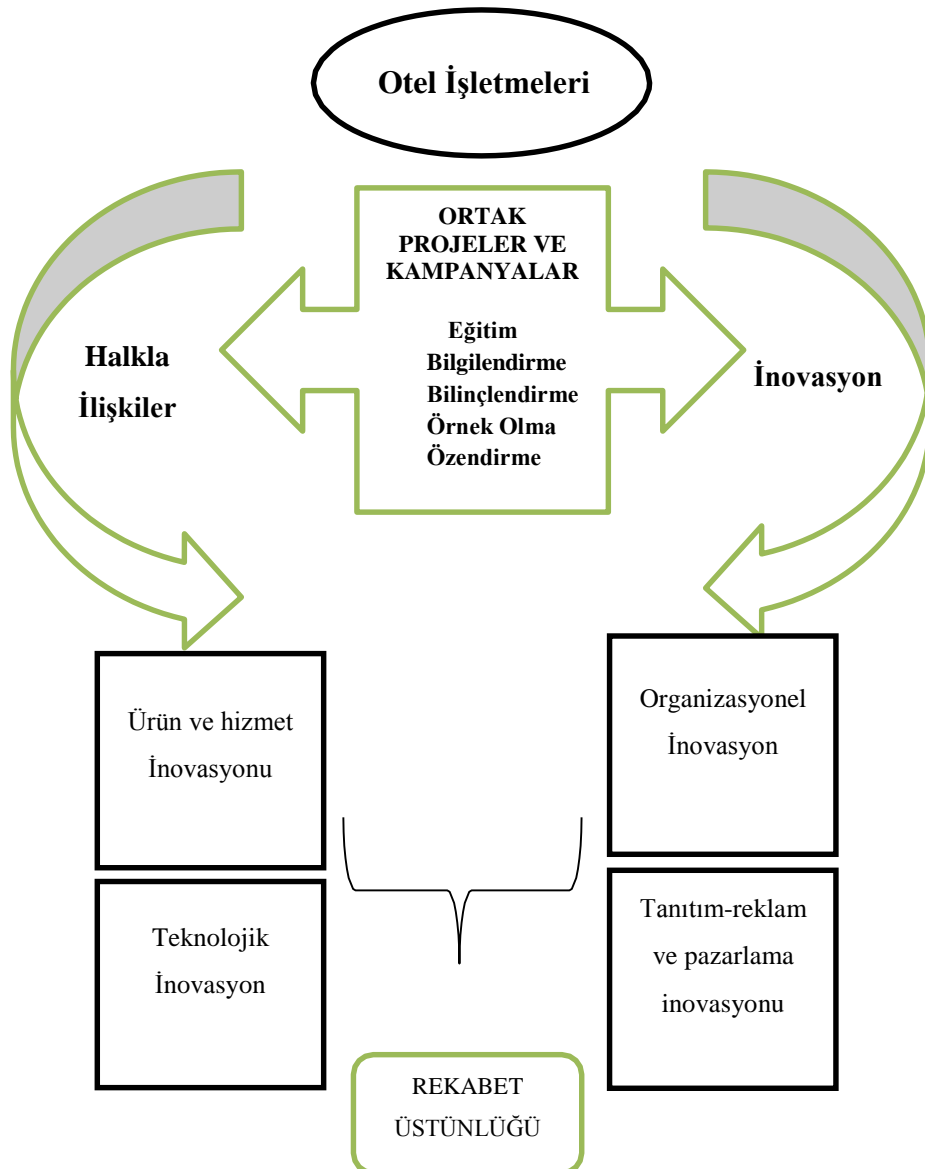 Otel İşletmeleri
ORTAK
PROJELER VE
KAMPANYALAR
Eğitim
Bilgilendirme
Bilinçlendirme
Örnek Olma
Özendirme
Halkla
İlişkiler
İnovasyon
Ürün ve hizmet
İnovasyonu
Organizasyonel
İnovasyon
Teknolojik
İnovasyon
Tanıtım-reklam
ve pazarlama
inovasyonu
REKABET
ÜSTÜNLÜĞÜ